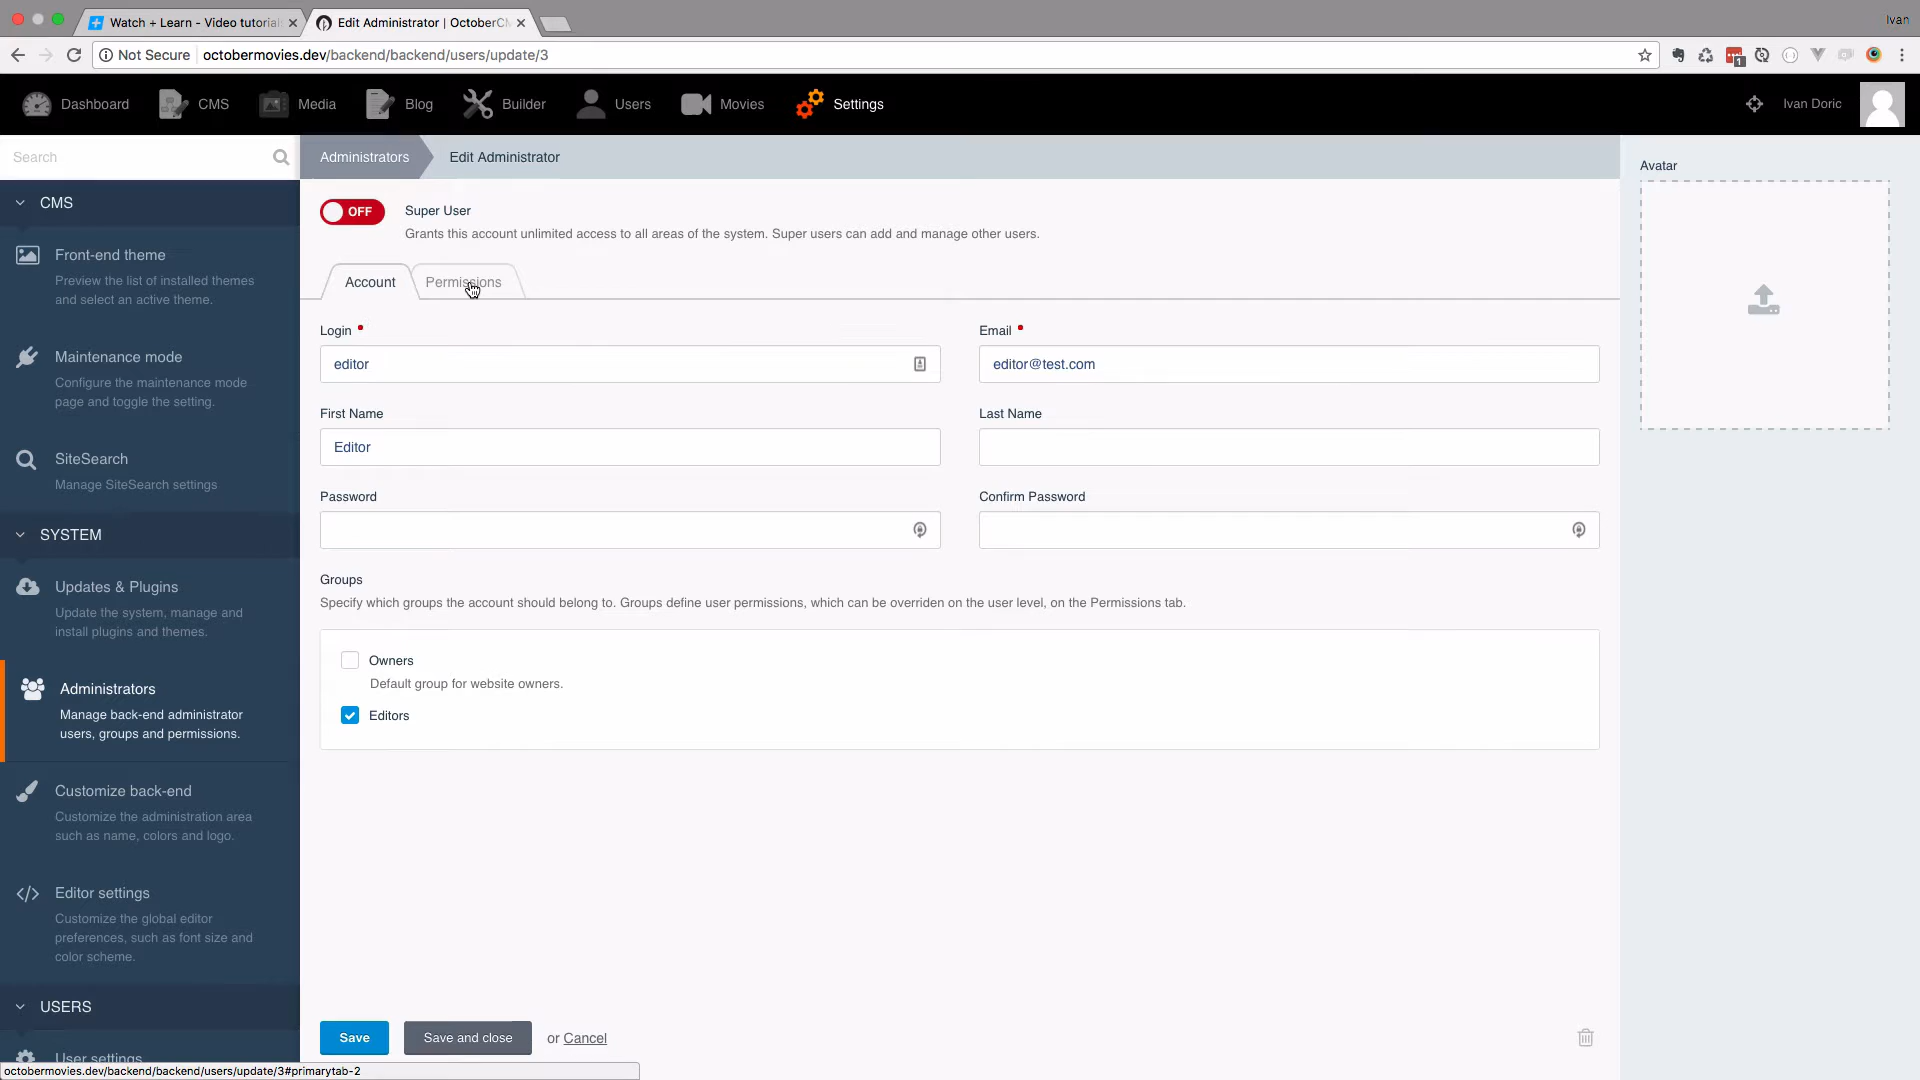 Watch + Learn - Video tutorial
Edit Administrator | OctoberCM
Ivan
Not Secure
octobermovies.dev/backend/backend/users/update/3
1
Dashboard
CMS
Media
Blog
Builder
Users
Movies
Settings
Ivan Doric
Search
CMS
Front-end theme
Preview the list of installed themes
and select an active theme.
Maintenance mode
Configure the maintenance mode
page and toggle the setting.
SiteSearch
Manage SiteSearch settings
SYSTEM
Updates & Plugins
Update the system, manage and
install plugins and themes.
Administrators
Manage back-end administrator
users, groups and permissions.
Customize back-end
Customize the administration area
such as name, colors and logo.
Editor settings
Customize the global editor
preferences, such as font size and
color scheme.
USERS
User settings
Administrators
Edit Administrator
OFF
Super User
Grants this account unlimited access to all areas of the system. Super users can add and manage other users.
Account
Permissions
Login
editor
Email
editor@test.com
First Name
Editor
Last Name
Password
Confirm Password
Groups
Specify which groups the account should belong to. Groups define user permissions, which can be overriden on the user level, on the Permissions tab.
Owners
Default group for website owners.
Editors
Save
Save and close
or Cancel
Avatar
octobermovies.dev/backend/backend/users/update/3#primarytab-2